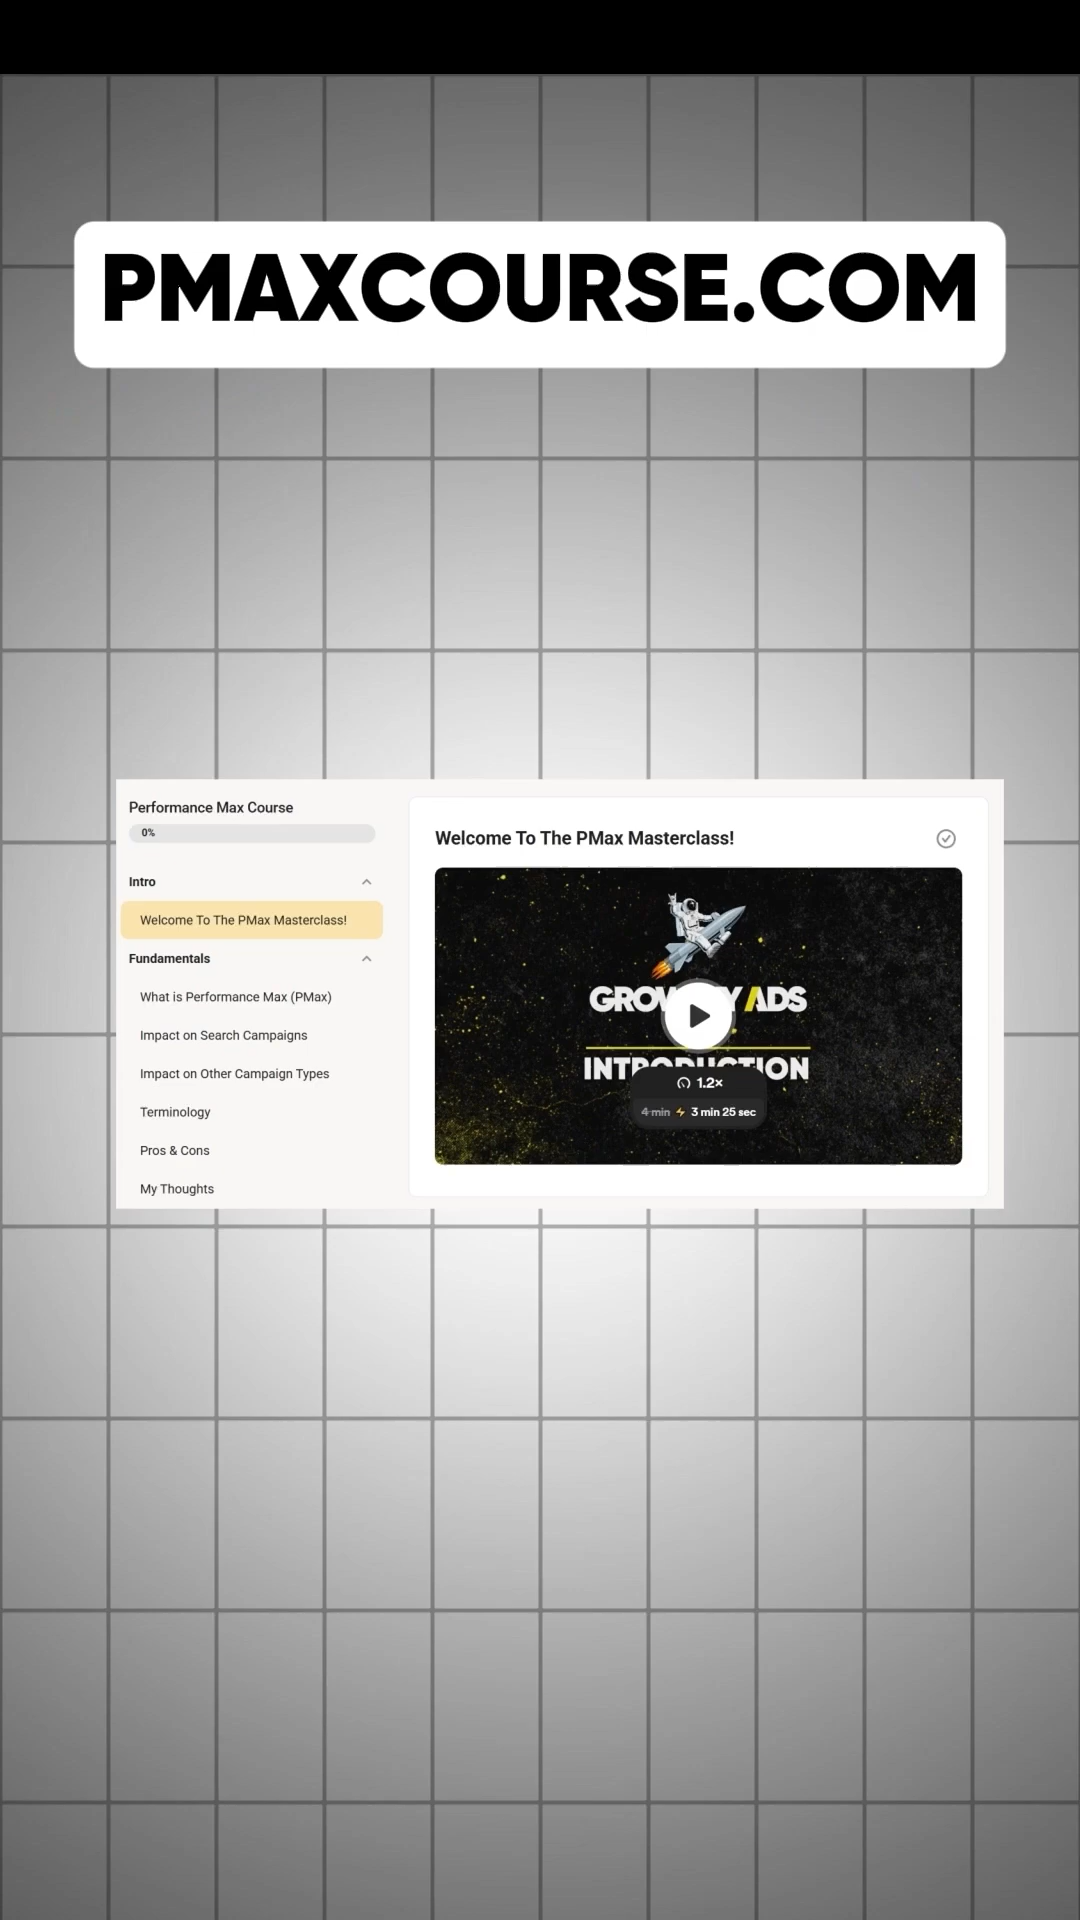 PMAXCOURSE.COM
Performance Max Course
0%
Intro
Welcome To The PMax Masterclass!
Fundamentals
What is Performance Max (PMax)
Impact on Search Campaigns
Impact on Other Campaign Types
Terminology
Pros & Cons
My Thoughts
Welcome To The PMax Masterclass!
ADS
INTRODUCTION
1.2×
4 min ⚡ 3 min 25 sec